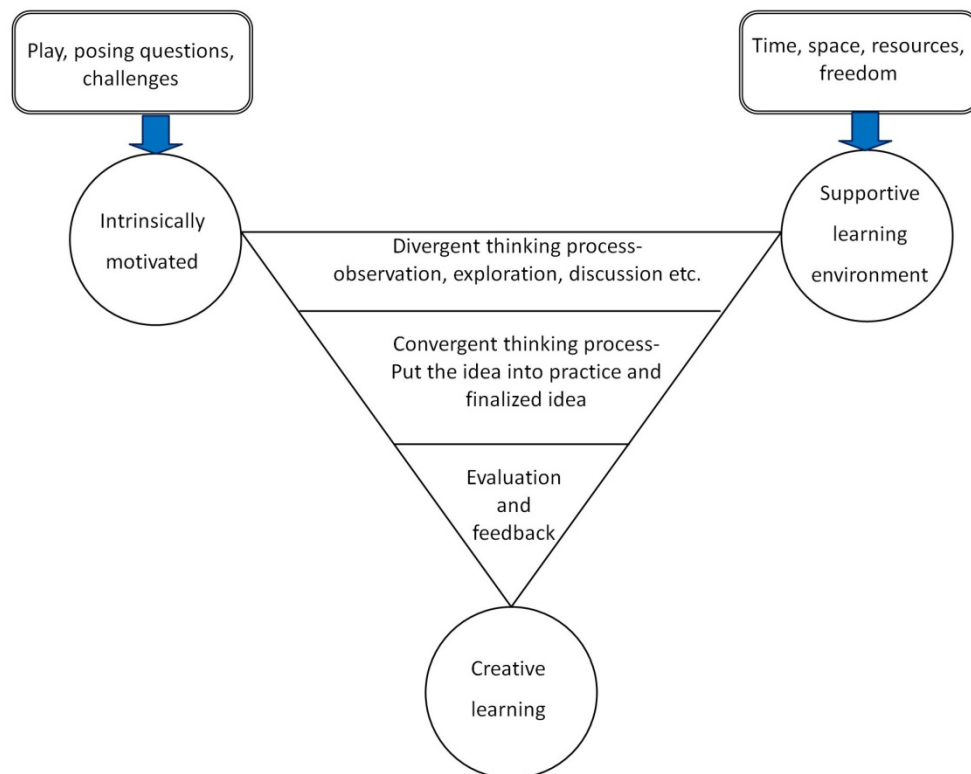 Play, posing questions,
challenges
Time, space, resources,
freedom
Intrinsically
motivated
Supportive
learning
environment
Divergent thinking process-
observation, exploration, discussion etc.
Convergent thinking process-
Put the idea into practice and
finalized idea
Evaluation
and
feedback
Creative
learning